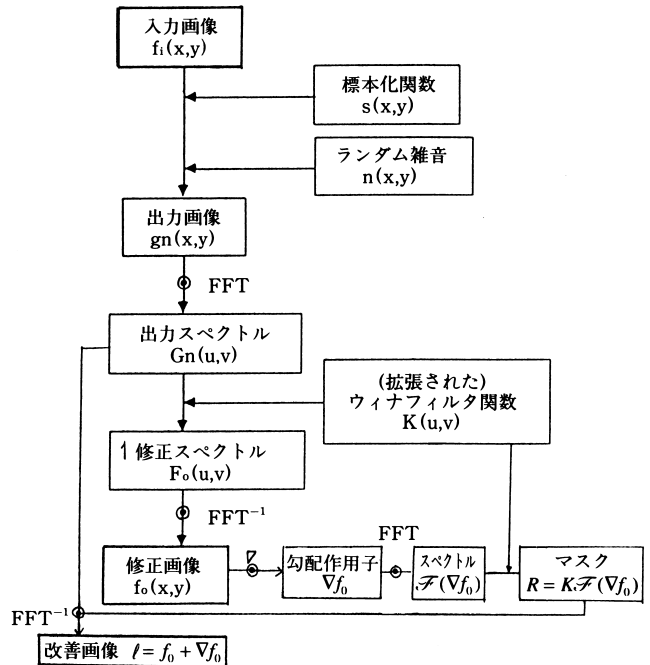 入力画像
fi(x,y)
標本化関数
s(x,y)
ランダム雑音
n(x,y)
出力画像
gn(x,y)
FFT
出力スペクトル
Gn(u,v)
(拡張された)
ウィナフィルタ関数
K(u,v)
1 修正スペクトル
Fo(u,v)
FFT⁻¹
修正画像
fo(x,y)
∇
勾配作用子
∇f₀
FFT
スペクトル
ℱ(∇f₀)
マスク
R = Kℱ(∇f₀)
FFT⁻¹
改善画像 ℓ = f₀ + ∇f₀